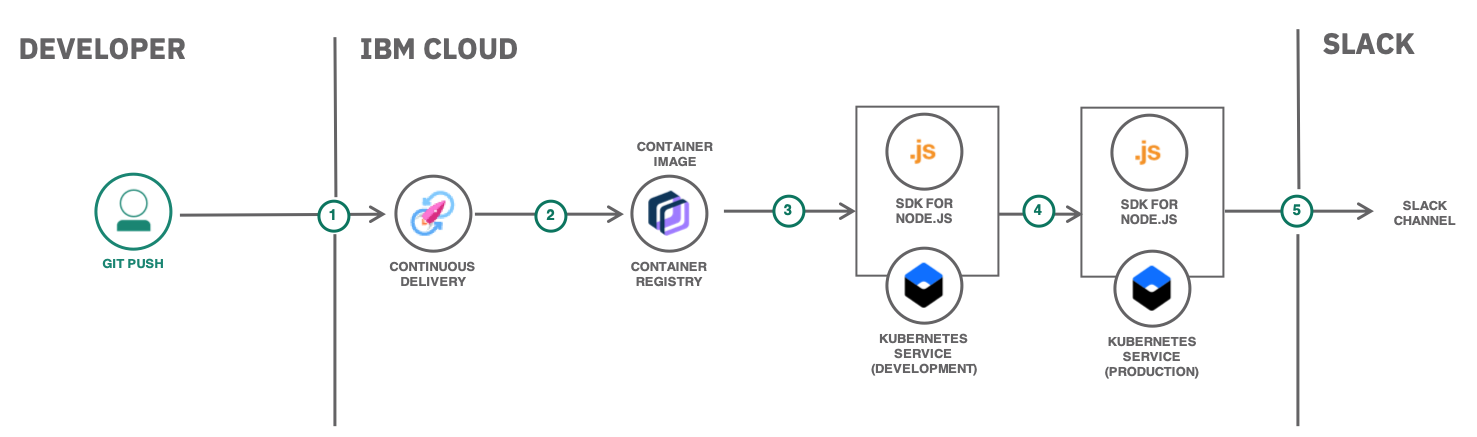 DEVELOPER
IBM CLOUD
SLACK
GIT PUSH
1
CONTINUOUS
DELIVERY
2
CONTAINER
IMAGE
CONTAINER
REGISTRY
3
.js
SDK FOR
NODE.JS
KUBERNETES
SERVICE
(DEVELOPMENT)
4
.js
SDK FOR
NODE.JS
KUBERNETES
SERVICE
(PRODUCTION)
5
SLACK
CHANNEL